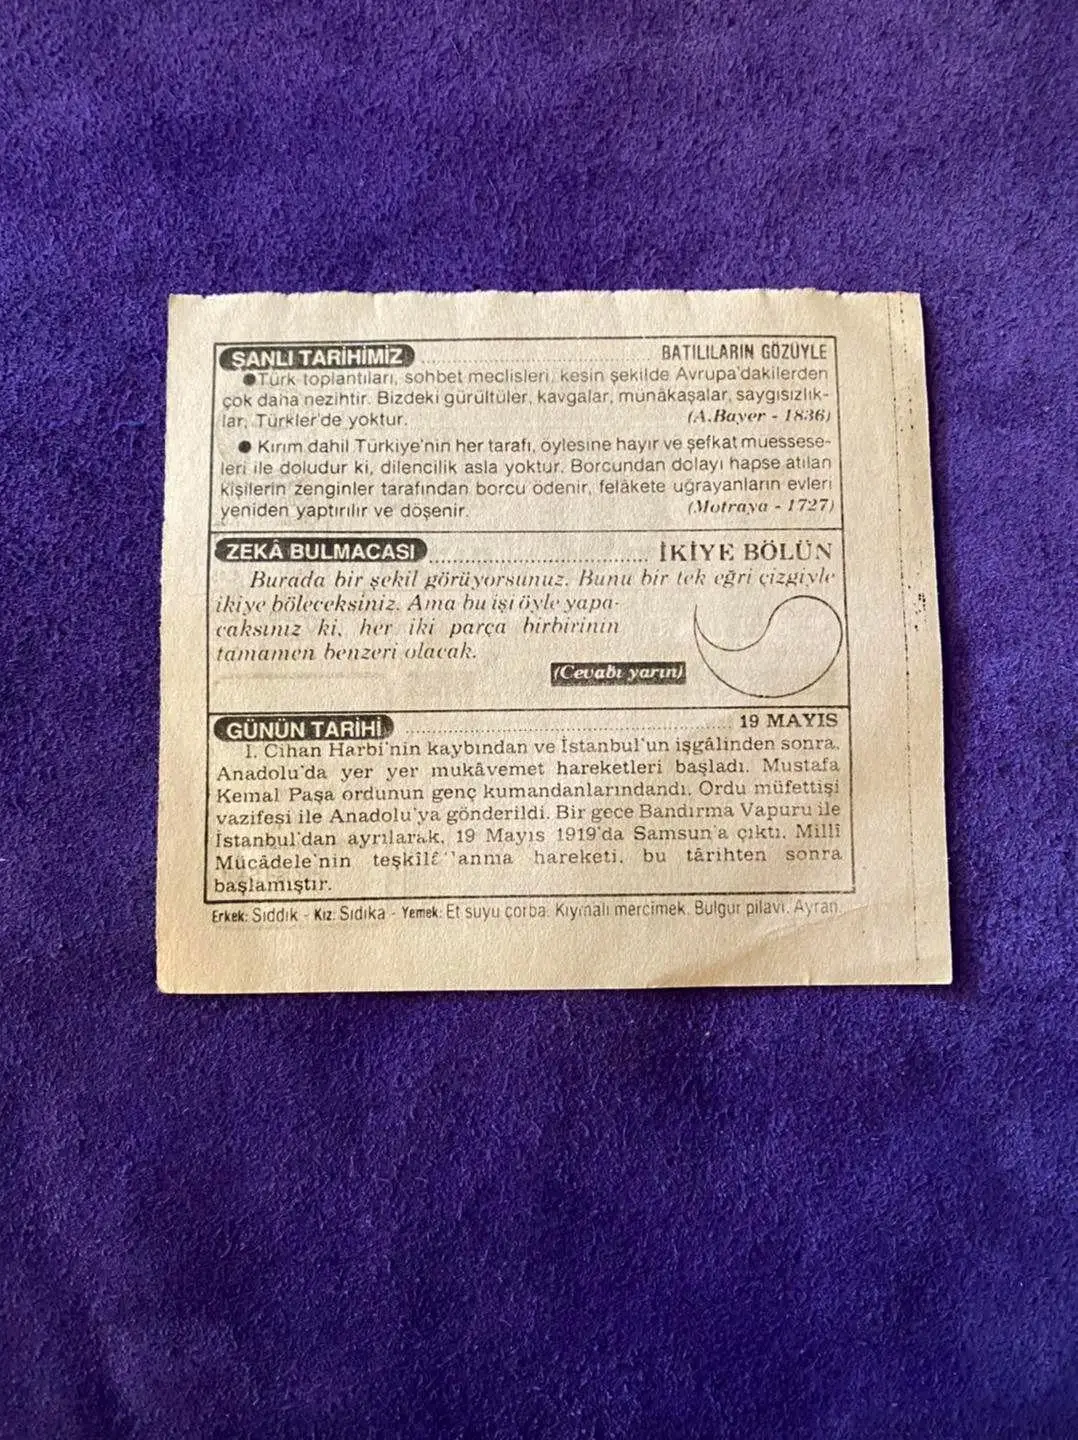 ŞANLI TARİHİMİZ ........................ BATILILARIN GÖZÜYLE
●Türk toplantıları, sohbet meclisleri, kesin şekilde Avrupa'dakilerden
çok daha nezihtir. Bizdeki gürültüler, kavgalar, münâkaşalar, saygısızlık-
lar, Türkler'de yoktur. (A.Bayer - 1836)
● Kırım dahil Türkiye'nin her tarafı, öylesine hayır ve şefkat müessese-
leri ile doludur ki, dilencilik asla yoktur. Borcundan dolayı hapse atılan
kişilerin zenginler tarafından borcu ödenir, felâkete uğrayanların evleri
yeniden yaptırılır ve döşenir. (Motraya - 1727)
ZEKÂ BULMACASI ........................ İKİYE BÖLÜN
Burada bir şekil görüyorsunuz. Bunu bir tek eğri çizgiyle
ikiye böleceksiniz. Ama bu işi öyle yapa-
caksınız ki, her iki parça birbirinin
tamamen benzeri olacak.
(Cevabı yarın)
GÜNÜN TARİHİ ........................ 19 MAYIS
I. Cihan Harbi'nin kaybından ve İstanbul'un işgâlinden sonra,
Anadolu'da yer yer mukâvemet hareketleri başladı. Mustafa
Kemal Paşa ordunun genç kumandanlarındandı. Ordu müfettişi
vazifesi ile Anadolu'ya gönderildi. Bir gece Bandırma Vapuru ile
İstanbul'dan ayrılarak, 19 Mayıs 1919'da Samsun'a çıktı. Millî
Mücâdele'nin hareketi, bu târihten sonra
başlamıştır.
Erkek: Sıddık - Kız: Sıdıka - Yemek: Et suyu çorba. Kıymalı mercimek. Bulgur pilavı. Ayran.